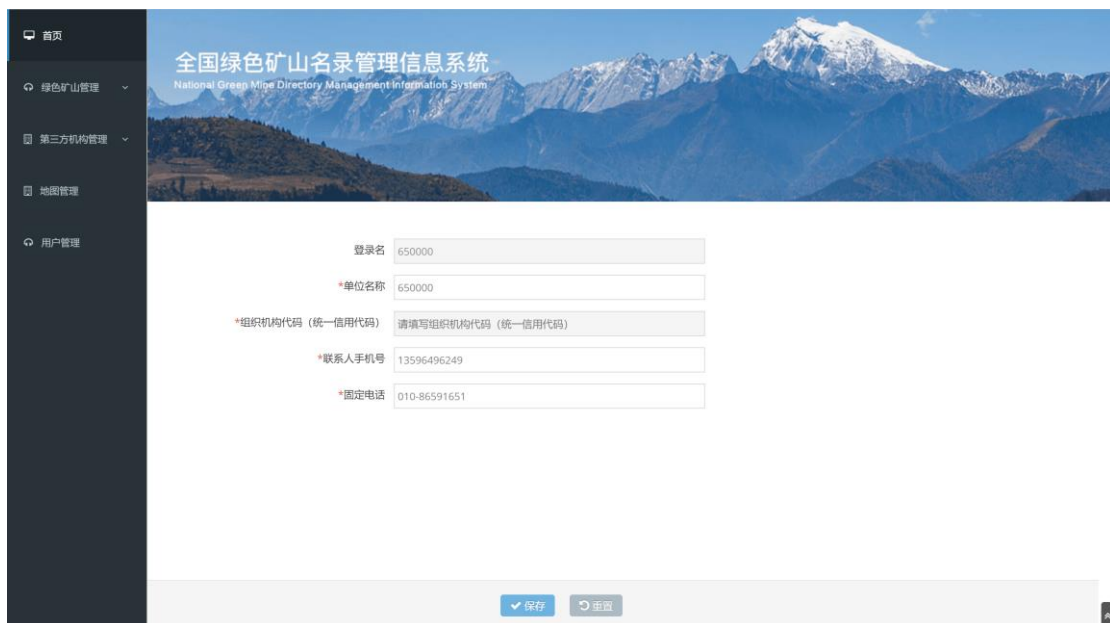 首页
绿色矿山管理
第三方机构管理
地图管理
用户管理
全国绿色矿山名录管理信息系统
National Green Mine Directory Management Information System
登录名 650000
*单位名称 650000
*组织机构代码（统一信用代码） 请填写组织机构代码（统一信用代码）
*联系人手机号 13596496249
*固定电话 010-86591651
保存 重置